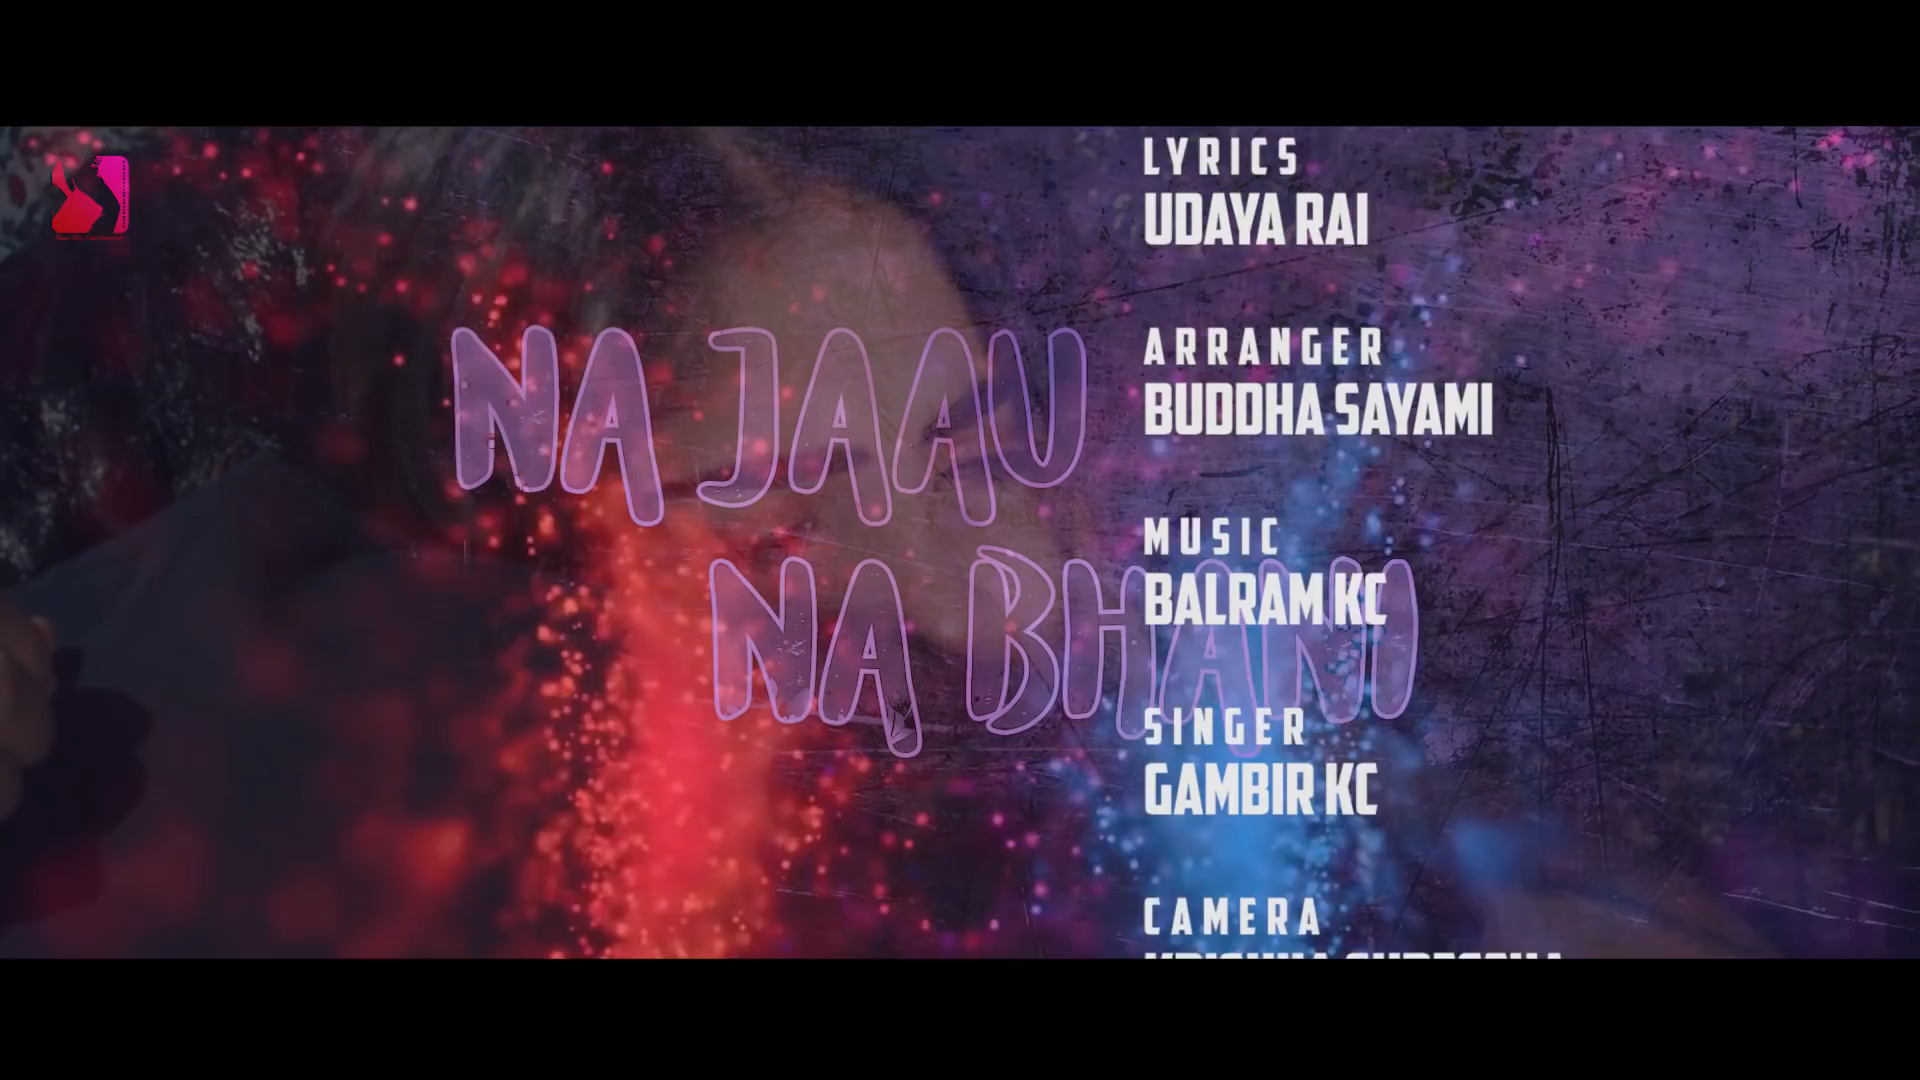 NA JAAU
NA BHANI
LYRICS
UDAYA RAI
ARRANGER
BUDDHA SAYAMI
MUSIC
BALRAM KC
SINGER
GAMBIR KC
CAMERA